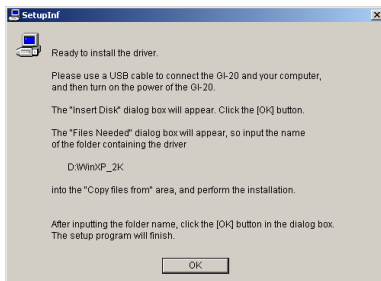 SetupInf
Ready to install the driver.
Please use a USB cable to connect the GI-20 and your computer,
and then turn on the power of the GI-20.
The "Insert Disk" dialog box will appear. Click the [OK] button.
The "Files Needed" dialog box will appear, so input the name
of the folder containing the driver
D:\WinXP_2K
into the "Copy files from" area, and perform the installation.
After inputting the folder name, click the [OK] button in the dialog box.
The setup program will finish.
OK